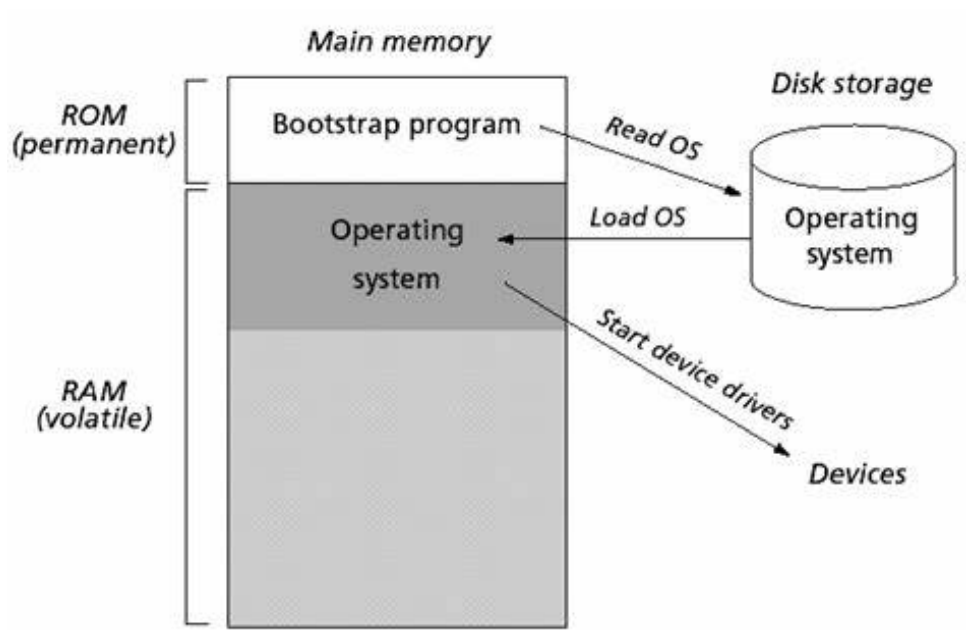 Main memory
Disk storage
ROM
(permanent)
Bootstrap program
Read OS
Operating
system
Load OS
Operating
system
Start device drivers
RAM
(volatile)
Devices